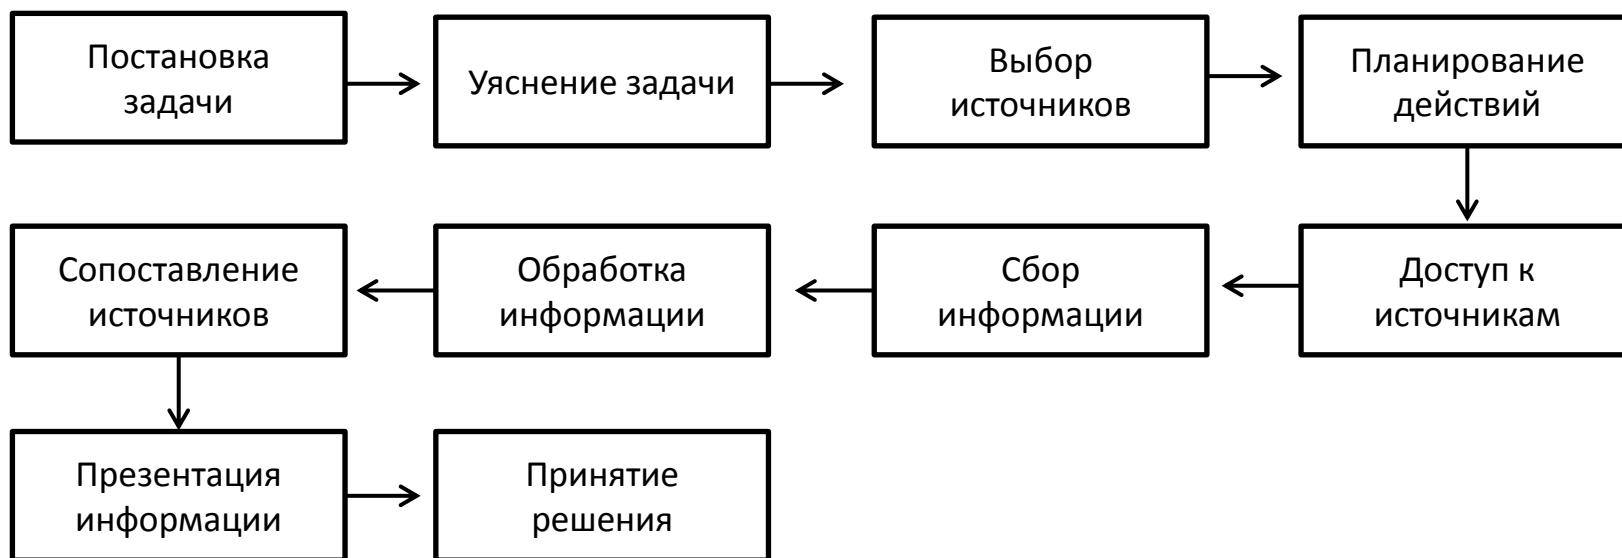 Постановка
задачи
Уяснение задачи
Выбор
источников
Планирование
действий
Доступ к
источникам
Сбор
информации
Обработка
информации
Сопоставление
источников
Презентация
информации
Принятие
решения